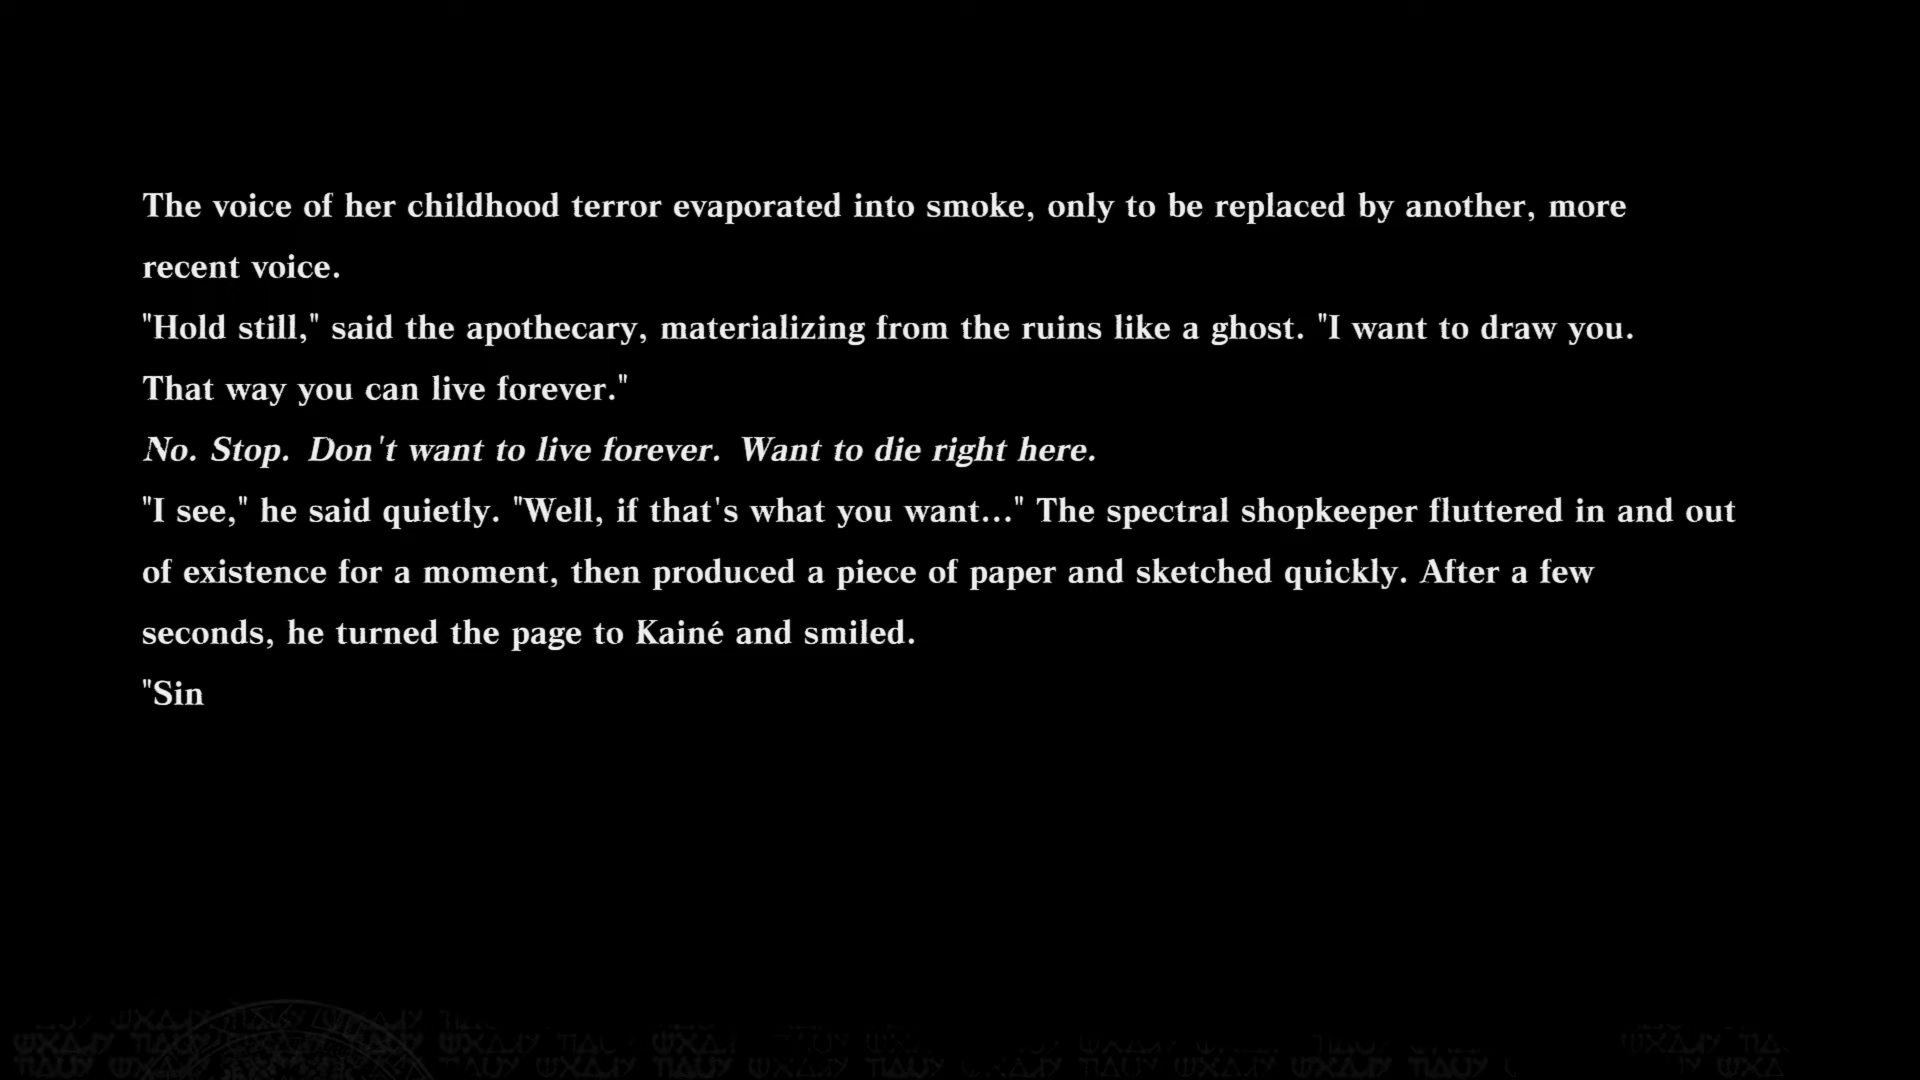 The voice of her childhood terror evaporated into smoke, only to be replaced by another, more
recent voice.
"Hold still," said the apothecary, materializing from the ruins like a ghost. "I want to draw you.
That way you can live forever."
No. Stop. Don't want to live forever. Want to die right here.
"I see," he said quietly. "Well, if that's what you want..." The spectral shopkeeper fluttered in and out
of existence for a moment, then produced a piece of paper and sketched quickly. After a few
seconds, he turned the page to Kainé and smiled.
"Sin